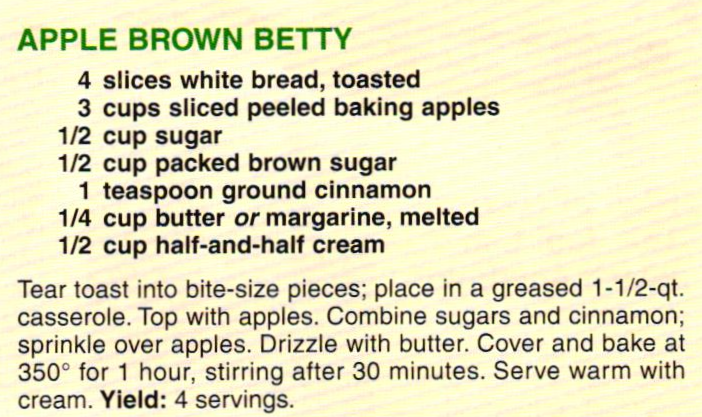 APPLE BROWN BETTY
4 slices white bread, toasted
3 cups sliced peeled baking apples
1/2 cup sugar
1/2 cup packed brown sugar
1 teaspoon ground cinnamon
1/4 cup butter or margarine, melted
1/2 cup half-and-half cream
Tear toast into bite-size pieces; place in a greased 1-1/2-qt.
casserole. Top with apples. Combine sugars and cinnamon;
sprinkle over apples. Drizzle with butter. Cover and bake at
350° for 1 hour, stirring after 30 minutes. Serve warm with
cream. Yield: 4 servings.